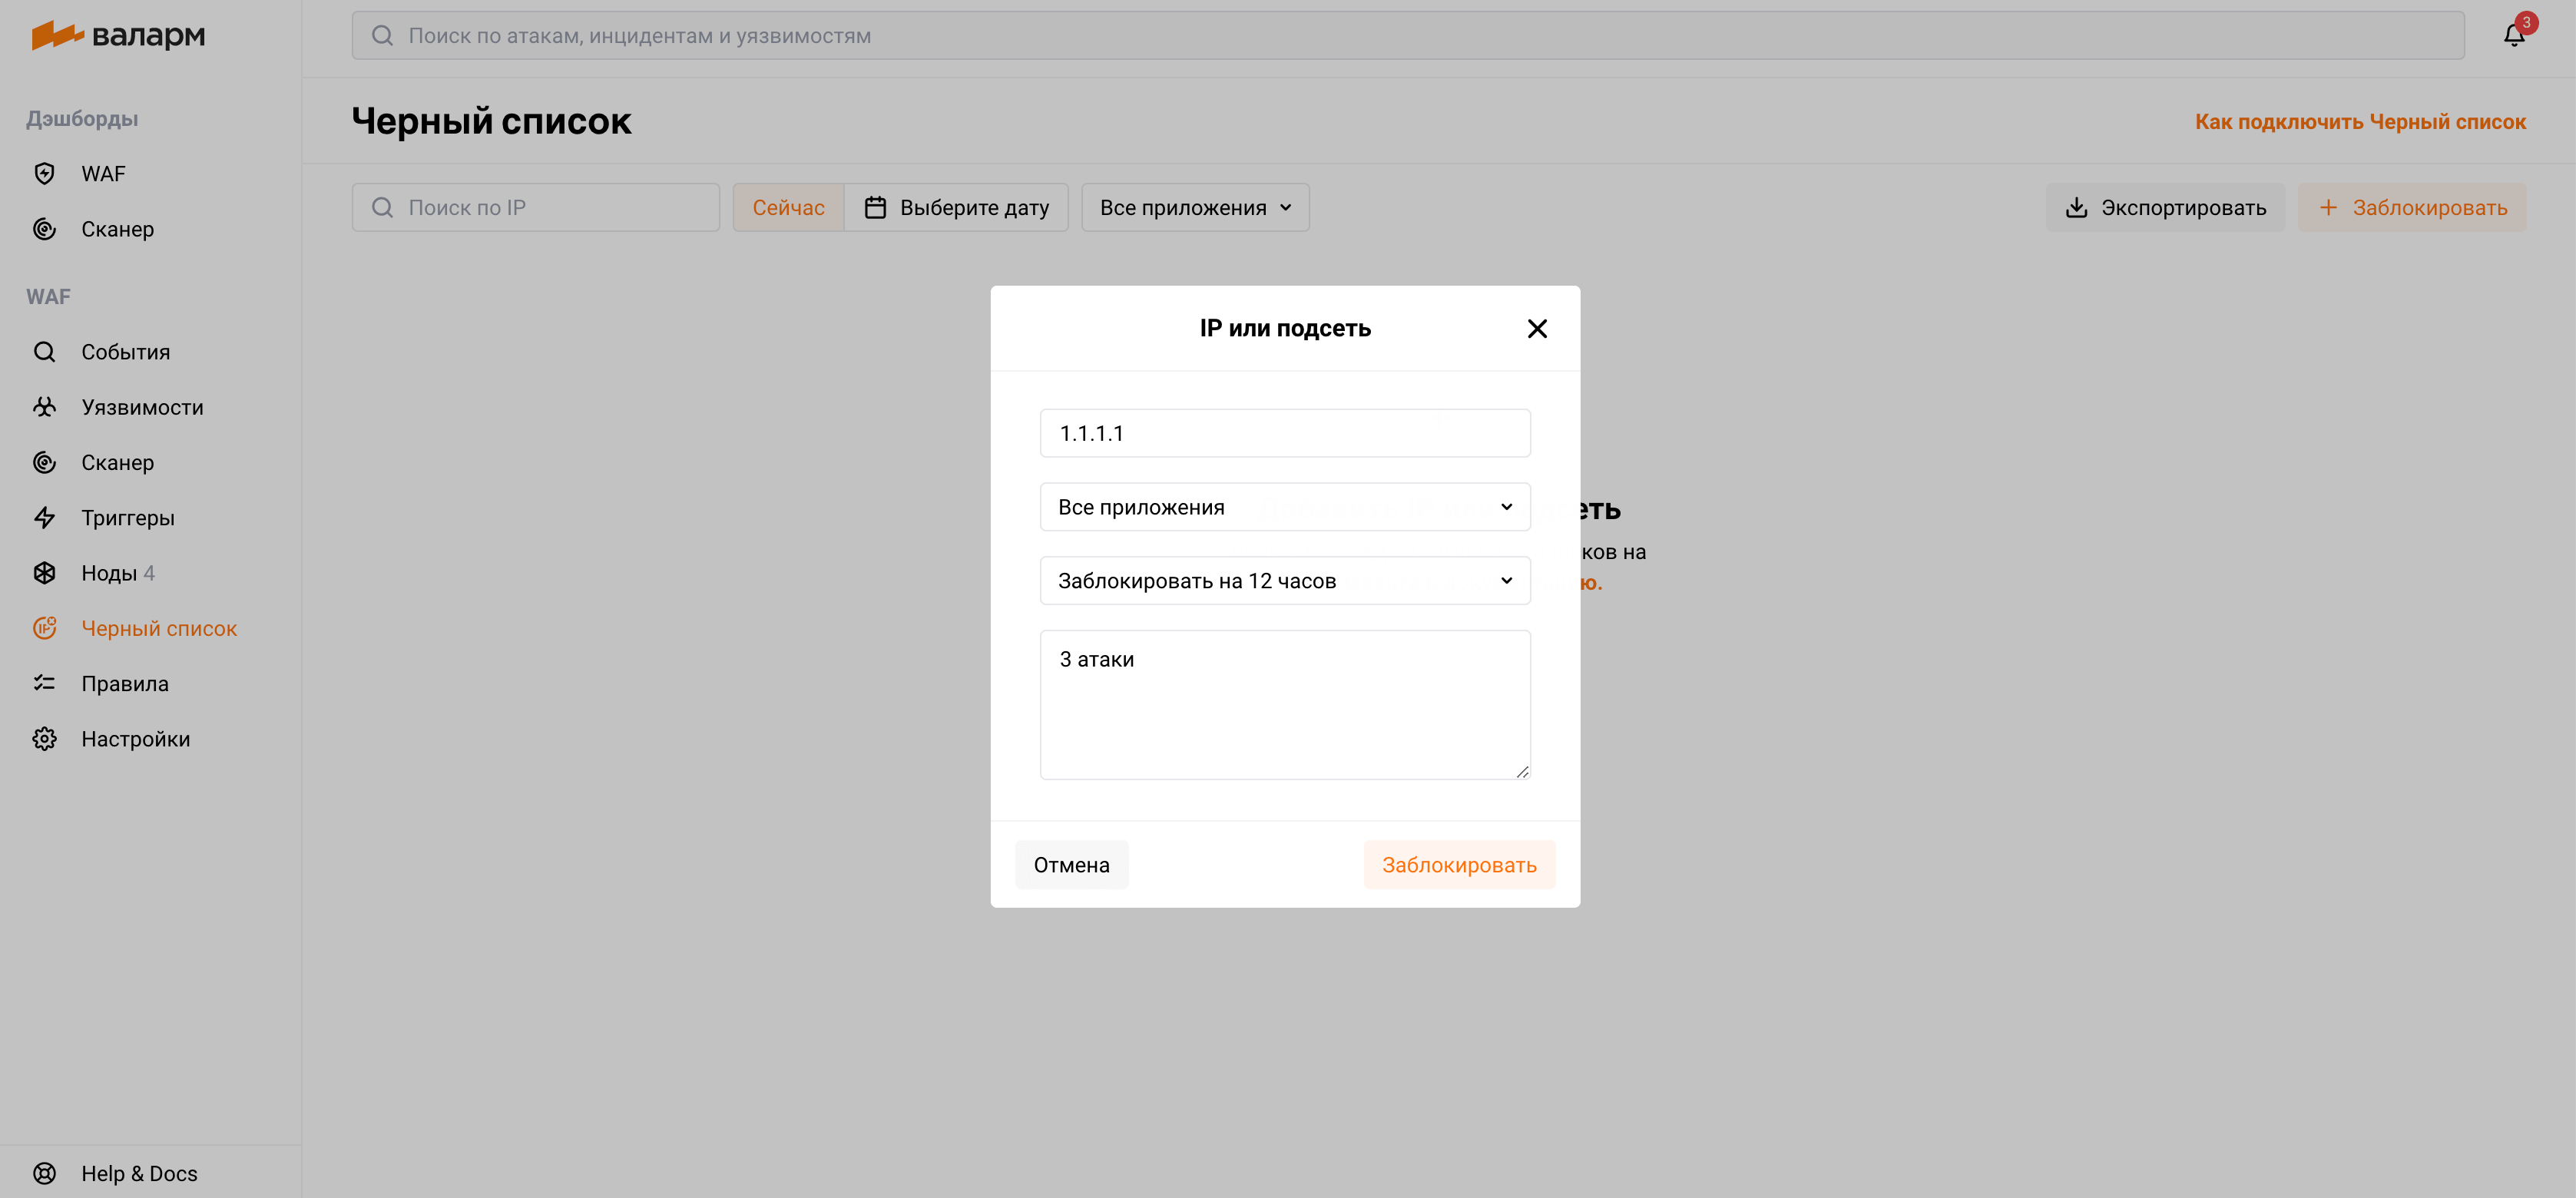 валарм
Поиск по атакам, инцидентам и уязвимостям
3
Дэшборды
WAF
Сканер
WAF
События
Уязвимости
Сканер
Триггеры
Ноды 4
Черный список
Правила
Настройки
Help & Docs
Черный список
Как подключить Черный список
Поиск по IP
Сейчас
Выберите дату
Все приложения
Экспортировать
+ Заблокировать
IP или подсеть
1.1.1.1
Все приложения
Заблокировать на 12 часов
3 атаки
Отмена
Заблокировать
на